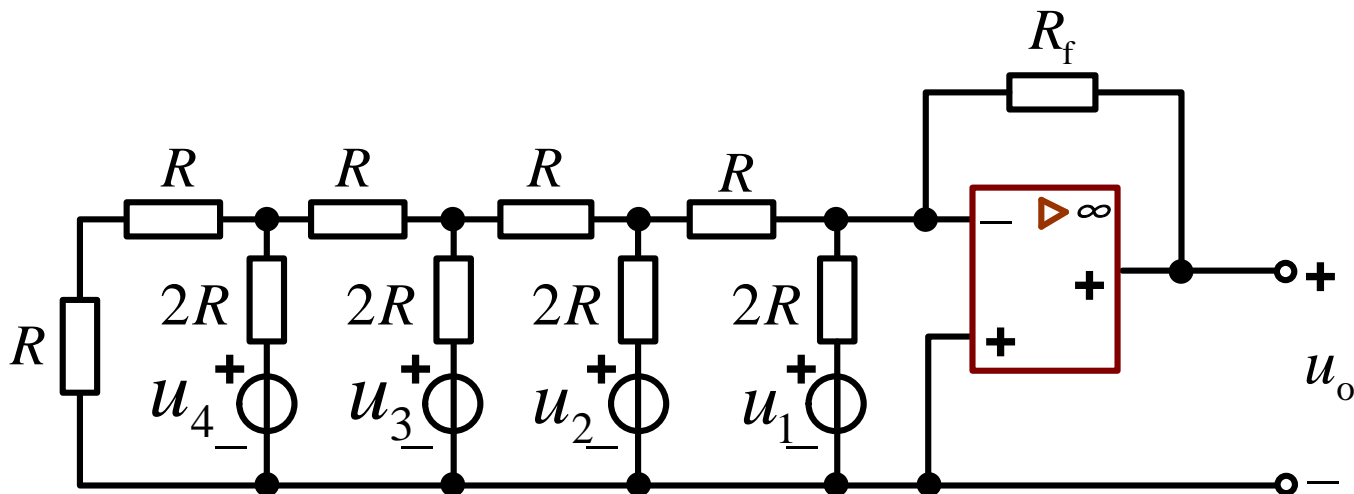 R_f
R R R R
− ▷ ∞
2R 2R 2R 2R
+ +
R
+ + + + +
u_4 u_3 u_2 u_1 u_o
− − − − −